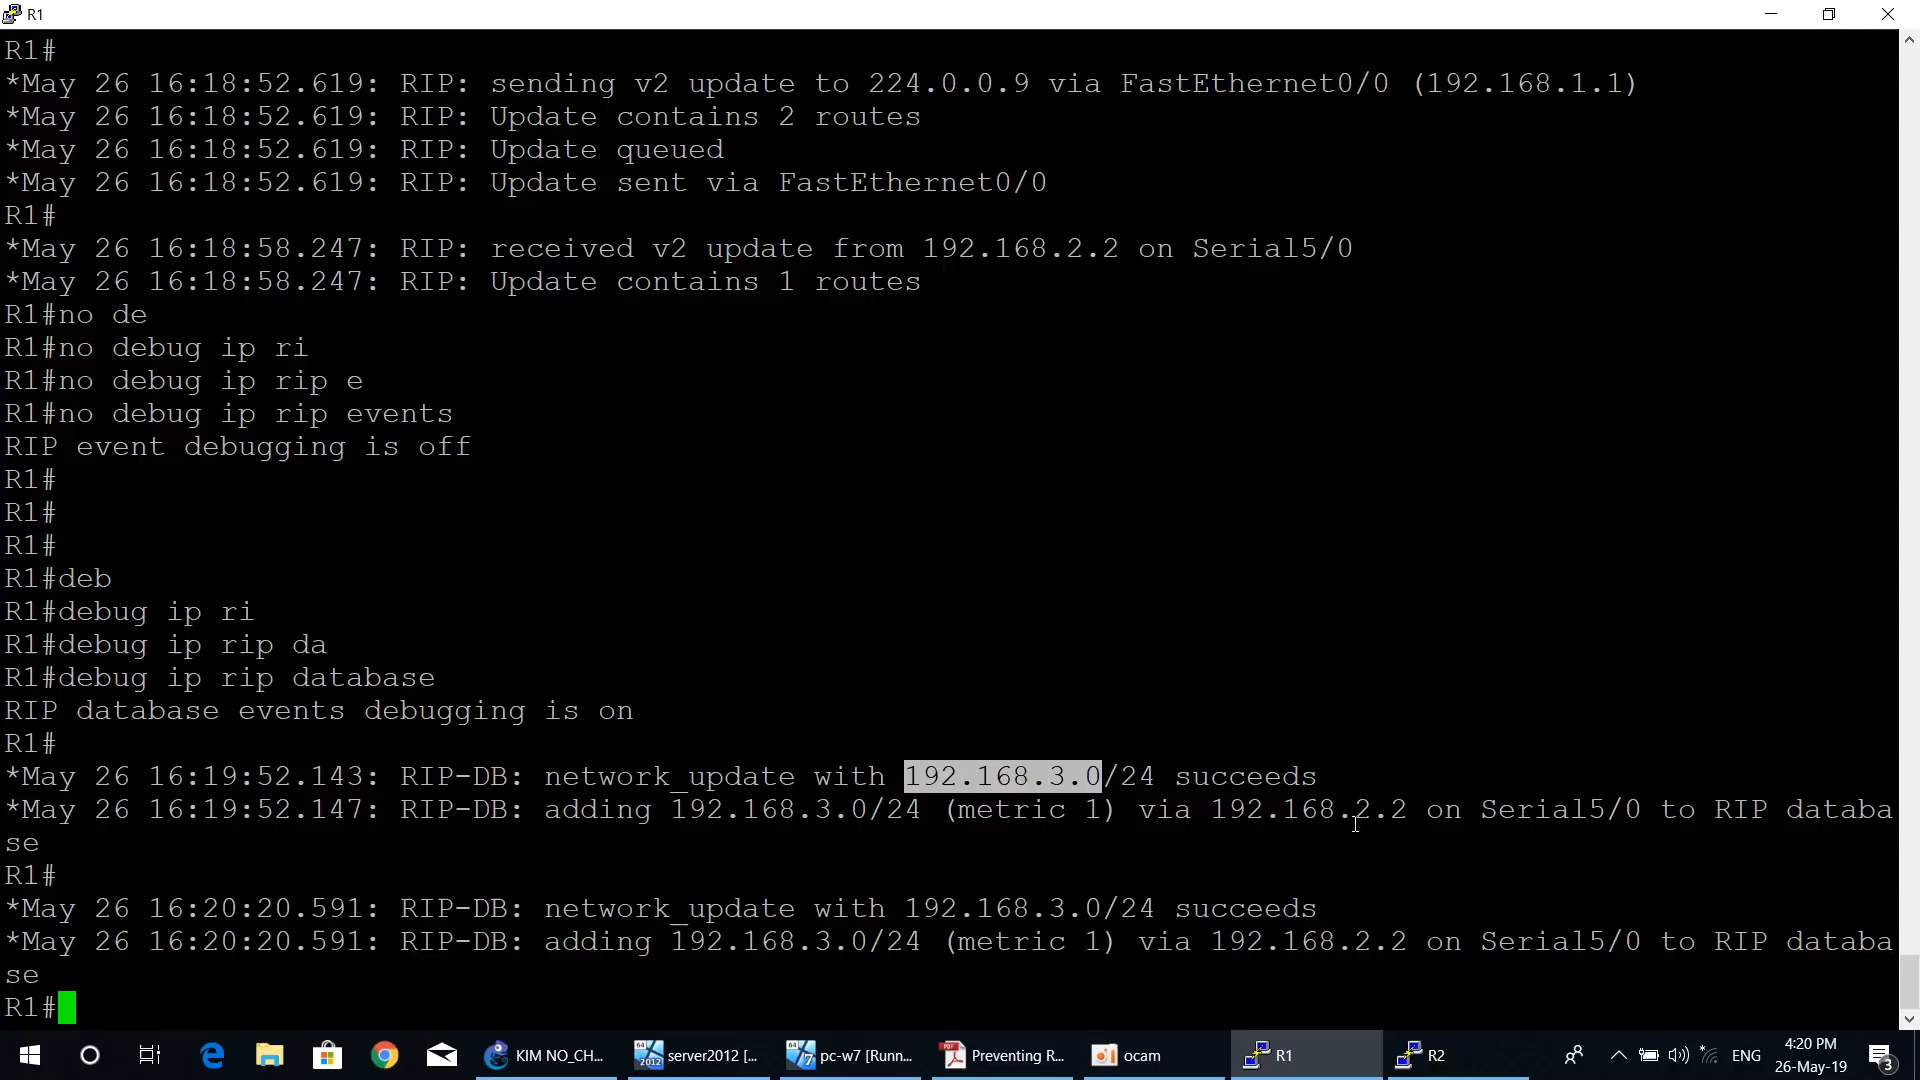 R1
R1#
*May 26 16:18:52.619: RIP: sending v2 update to 224.0.0.9 via FastEthernet0/0 (192.168.1.1)
*May 26 16:18:52.619: RIP: Update contains 2 routes
*May 26 16:18:52.619: RIP: Update queued
*May 26 16:18:52.619: RIP: Update sent via FastEthernet0/0
R1#
*May 26 16:18:58.247: RIP: received v2 update from 192.168.2.2 on Serial5/0
*May 26 16:18:58.247: RIP: Update contains 1 routes
R1#no de
R1#no debug ip ri
R1#no debug ip rip e
R1#no debug ip rip events
RIP event debugging is off
R1#
R1#
R1#
R1#deb
R1#debug ip ri
R1#debug ip rip da
R1#debug ip rip database
RIP database events debugging is on
R1#
*May 26 16:19:52.143: RIP-DB: network_update with 192.168.3.0/24 succeeds
*May 26 16:19:52.147: RIP-DB: adding 192.168.3.0/24 (metric 1) via 192.168.2.2 on Serial5/0 to RIP databa
se
R1#
*May 26 16:20:20.591: RIP-DB: network_update with 192.168.3.0/24 succeeds
*May 26 16:20:20.591: RIP-DB: adding 192.168.3.0/24 (metric 1) via 192.168.2.2 on Serial5/0 to RIP databa
se
R1#
KIM NO_CH... server2012 [... pc-w7 [Runn... Preventing R... ocam R1 R2 ENG 4:20 PM
26-May-19 3